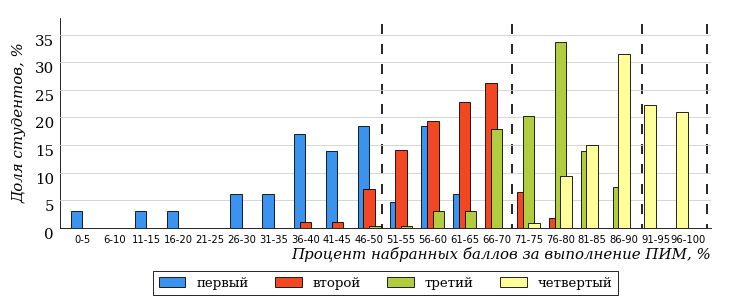 Доля студентов, %
35
30
25
20
15
10
5
0
0-5 6-10 11-15 16-20 21-25 26-30 31-35 36-40 41-45 46-50 51-55 56-60 61-65 66-70 71-75 76-80 81-85 86-90 91-95 96-100
Процент набранных баллов за выполнение ПИМ, %
первый второй третий четвертый